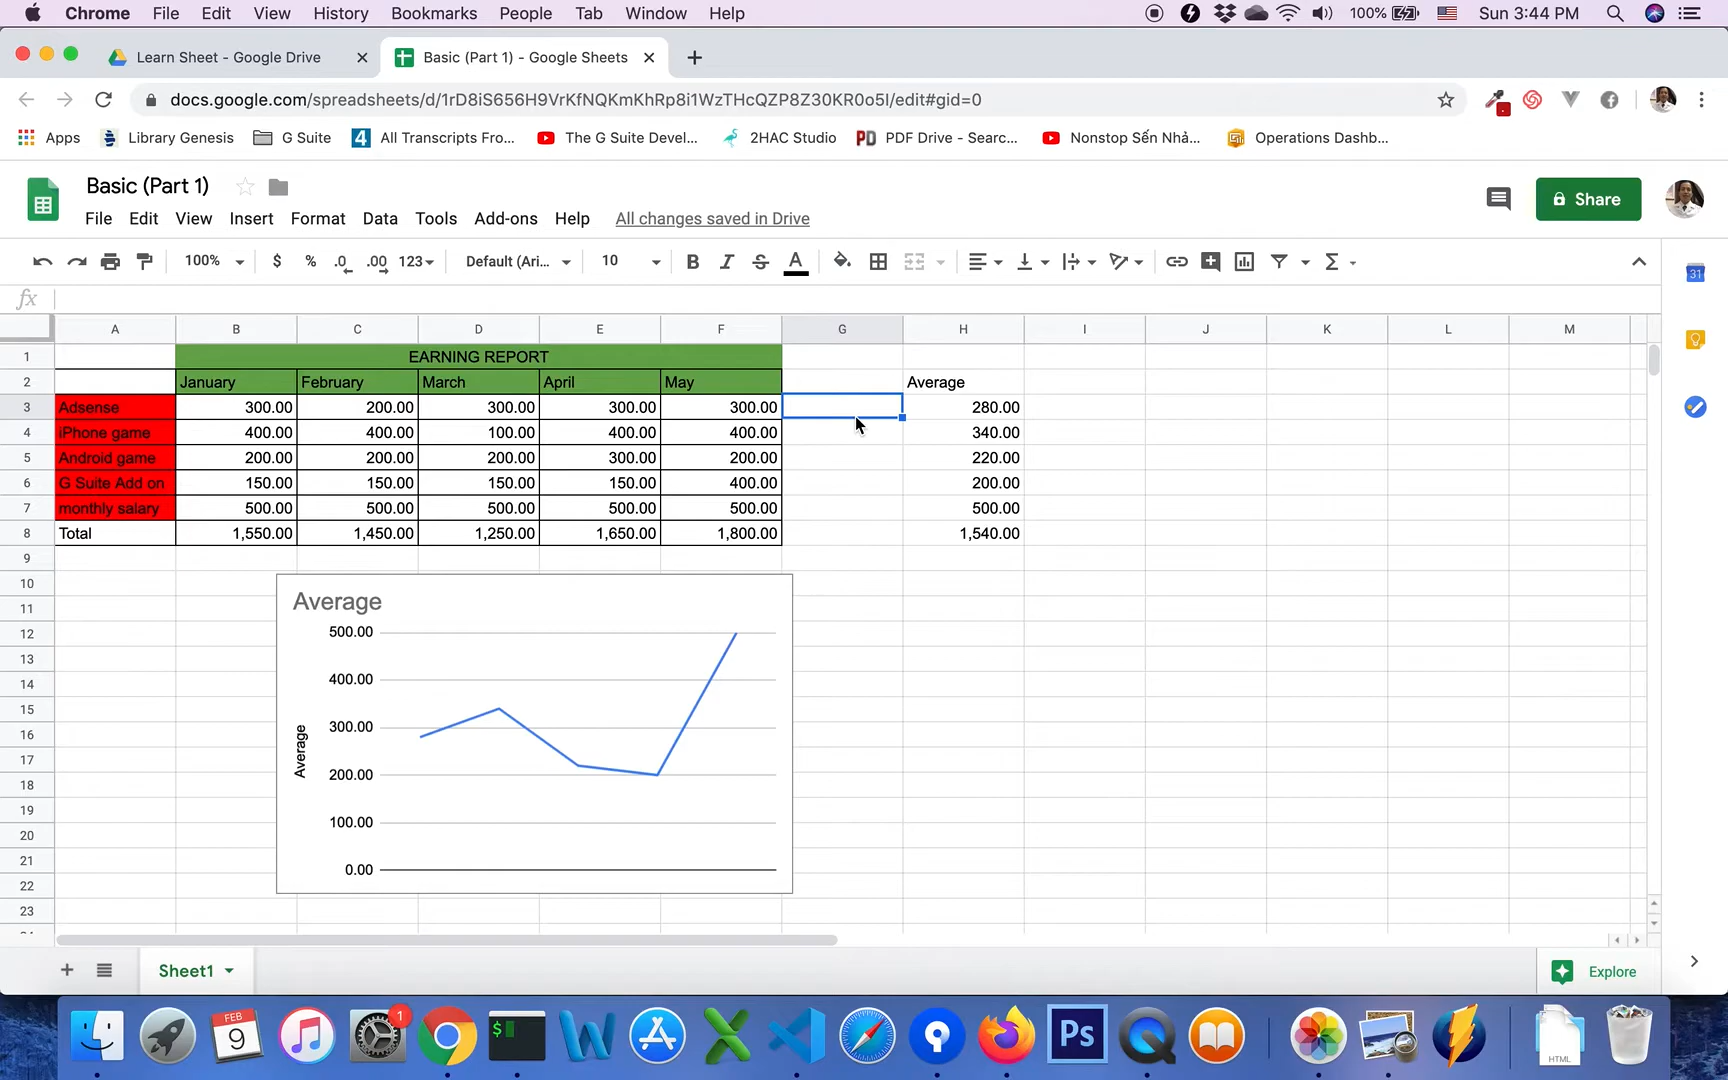 Chrome File Edit View History Bookmarks People Tab Window Help 100% Sun 3:44 PM
Learn Sheet - Google Drive Basic (Part 1) - Google Sheets
docs.google.com/spreadsheets/d/1rD8iS656H9VrKfNQKmKhRp8i1WzTHcQZP8Z30KR0o5I/edit#gid=0
Apps Library Genesis G Suite 4 All Transcripts Fro... The G Suite Devel... 2HAC Studio PD PDF Drive - Searc... Nonstop Sến Nhả... Operations Dashb...
Basic (Part 1)
Share
File Edit View Insert Format Data Tools Add-ons Help All changes saved in Drive
100% $ % .0 .00 123 Default (Ari... 10 B I S A Σ
31
fx
A B C D E F G H I J K L M
1 EARNING REPORT
2 January February March April May Average
3 Adsense 300.00 200.00 300.00 300.00 300.00 280.00
4 iPhone game 400.00 400.00 100.00 400.00 400.00 340.00
5 Android game 200.00 200.00 200.00 300.00 200.00 220.00
6 G Suite Add on 150.00 150.00 150.00 150.00 400.00 200.00
7 monthly salary 500.00 500.00 500.00 500.00 500.00 500.00
8 Total 1,550.00 1,450.00 1,250.00 1,650.00 1,800.00 1,540.00
9
10
11
12
13
14
15
16
17
18
19
20
21
22
23
Average
500.00
400.00
300.00
200.00
100.00
0.00
Average
Sheet1
Explore
FEB
9
1
$
W
X
Ps
HTML